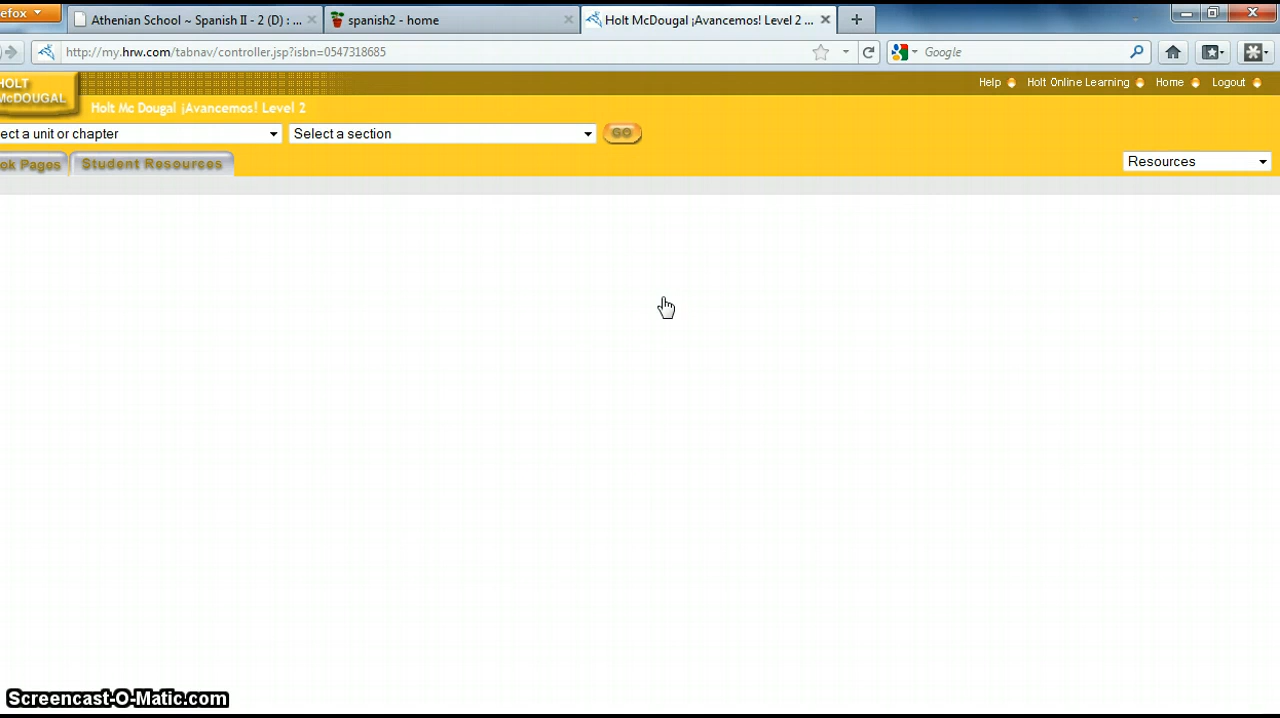 efox
Athenian School ~ Spanish II - 2 (D) : ...
spanish2 - home
Holt McDougal ¡Avancemos! Level 2 ...
http://my.hrw.com/tabnav/controller.jsp?isbn=0547318685
Google
HOLT
McDOUGAL
Help
Holt Online Learning
Home
Logout
Holt Mc Dougal ¡Avancemos! Level 2
ect a unit or chapter
Select a section
GO
ok Pages
Student Resources
Resources
Screencast-O-Matic.com